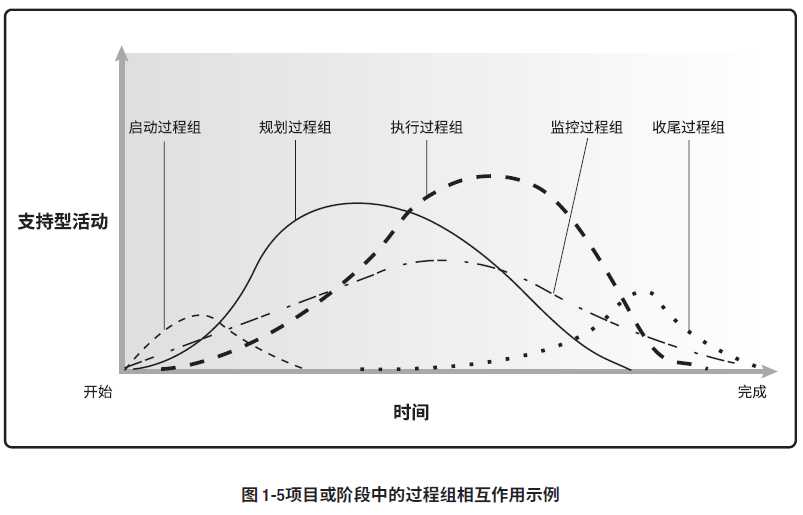 启动过程组 规划过程组 执行过程组 监控过程组 收尾过程组
支持型活动
开始 完成
时间
图 1-5项目或阶段中的过程组相互作用示例